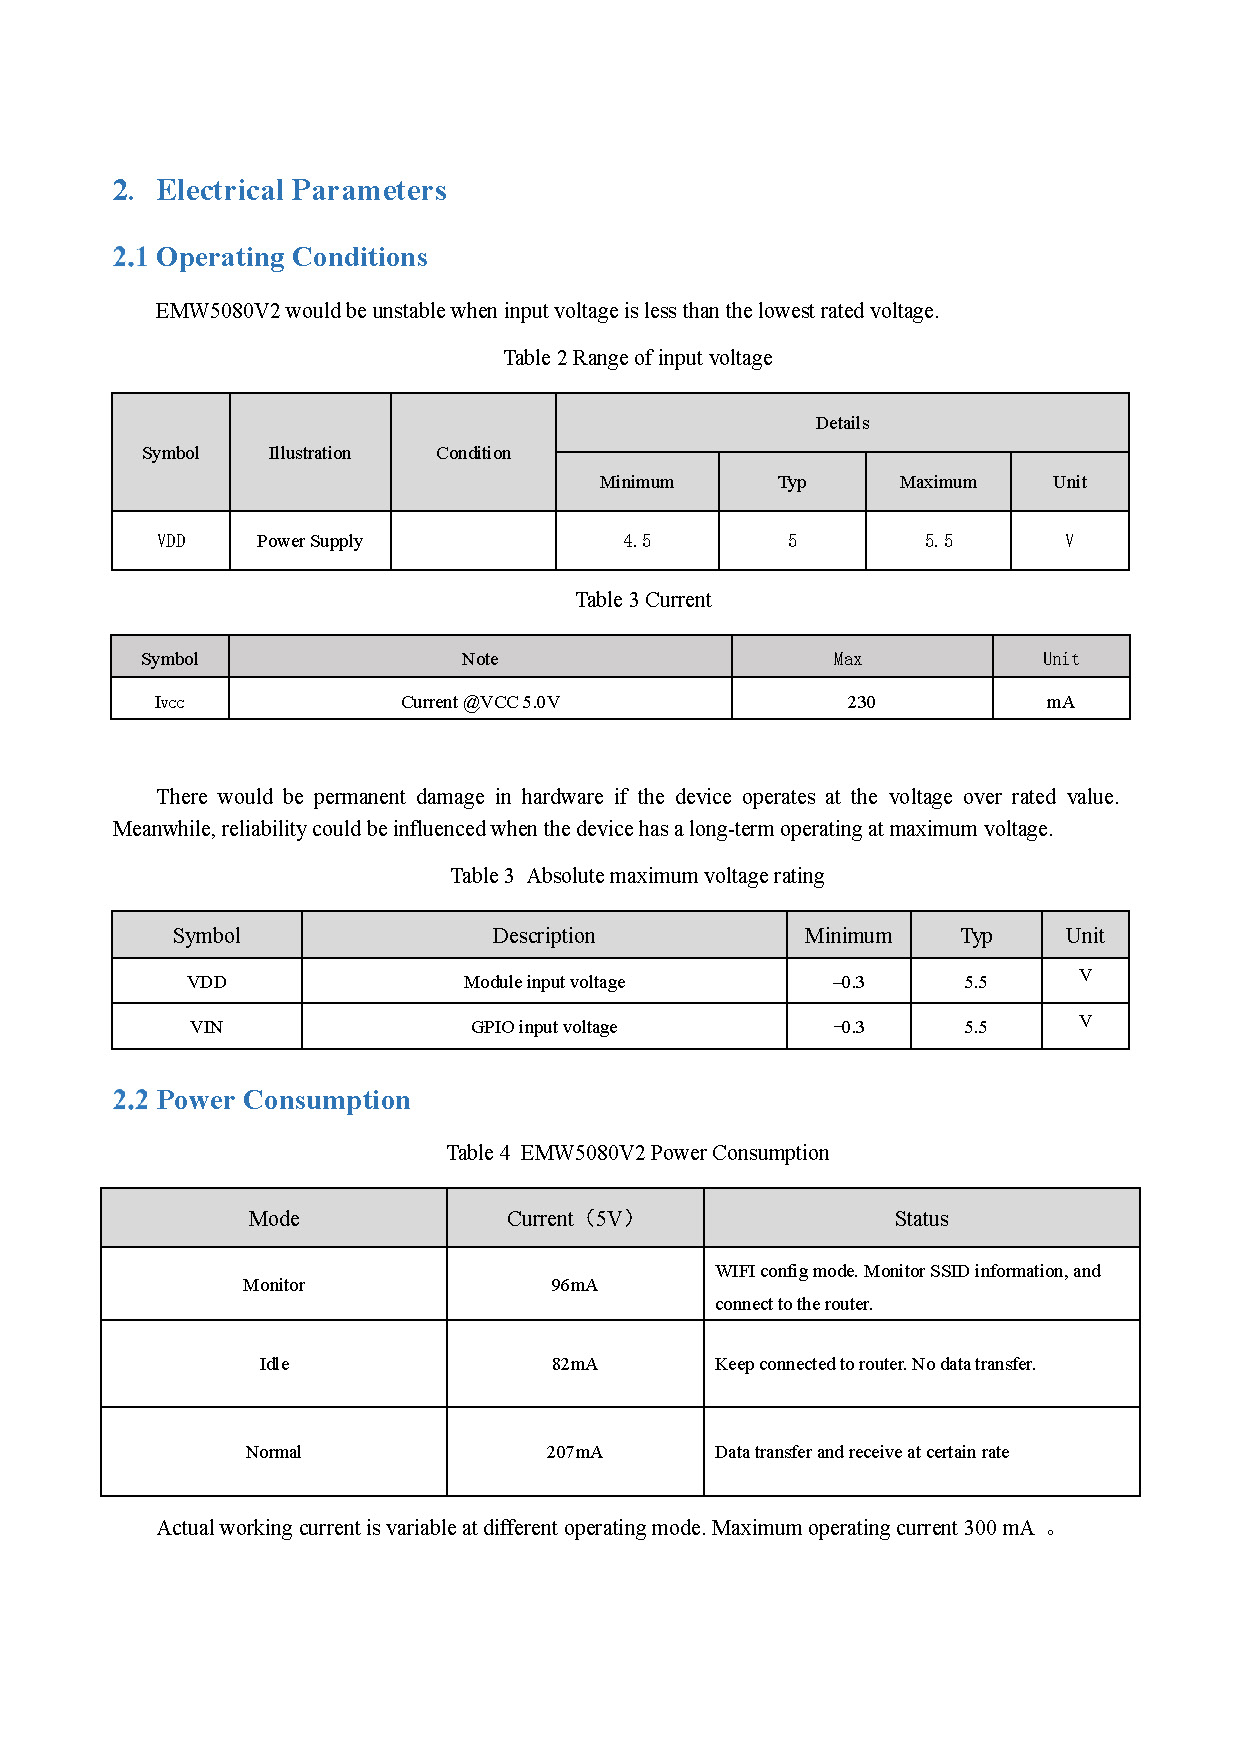 2. Electrical Parameters
2.1 Operating Conditions
EMW5080V2 would be unstable when input voltage is less than the lowest rated voltage.
Table 2 Range of input voltage
Symbol Illustration Condition Details
Minimum Typ Maximum Unit
VDD Power Supply 4.5 5 5.5 V
Table 3 Current
Symbol Note Max Unit
IVCC Current @VCC 5.0V 230 mA
There would be permanent damage in hardware if the device operates at the voltage over rated value.
Meanwhile, reliability could be influenced when the device has a long-term operating at maximum voltage.
Table 3 Absolute maximum voltage rating
Symbol Description Minimum Typ Unit
VDD Module input voltage –0.3 5.5 V
VIN GPIO input voltage −0.3 5.5 V
2.2 Power Consumption
Table 4 EMW5080V2 Power Consumption
Mode Current（5V） Status
Monitor 96mA WIFI config mode. Monitor SSID information, and
connect to the router.
Idle 82mA Keep connected to router. No data transfer.
Normal 207mA Data transfer and receive at certain rate
Actual working current is variable at different operating mode. Maximum operating current 300 mA 。